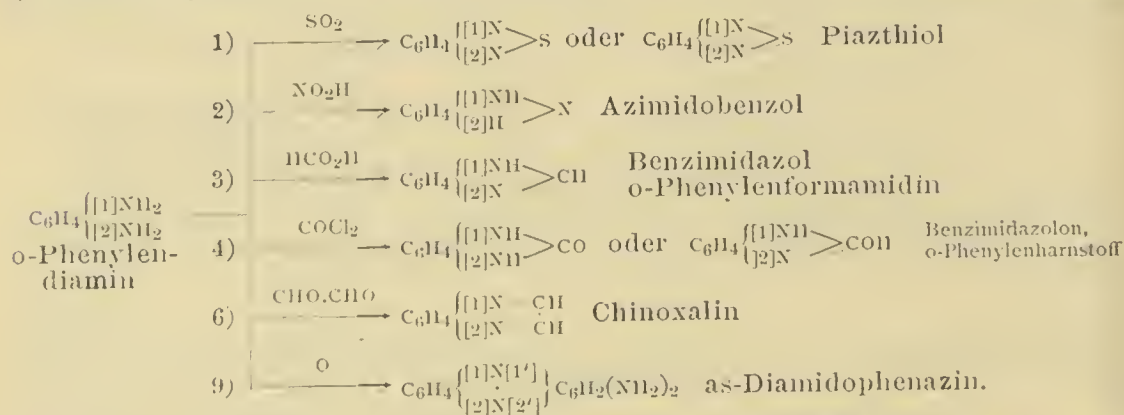 1) SO₂ → C₆H₄{[1]N [2]N>S oder C₆H₄{[1]N [2]N>S Piazthiol
2) NO₂H → C₆H₄{[1]NH [2]N>N Azimidobenzol
3) HCO₂H → C₆H₄{[1]NH [2]N>CH Benzimidazol
o-Phenylenformamidin
C₆H₄{[1]NH₂ [2]NH₂
o-Phenylen-
diamin
4) COCl₂ → C₆H₄{[1]NH [2]NH>CO oder C₆H₄{[1]NH [2]N>COH Benzimidazolon,
o-Phenylenharnstoff
6) CHO.CHO → C₆H₄{[1]N CH [2]N CH Chinoxalin
9) O → C₆H₄{[1]N[1'] [2]N[2']}C₆H₂(NH₂)₂ as-Diamidophenazin.